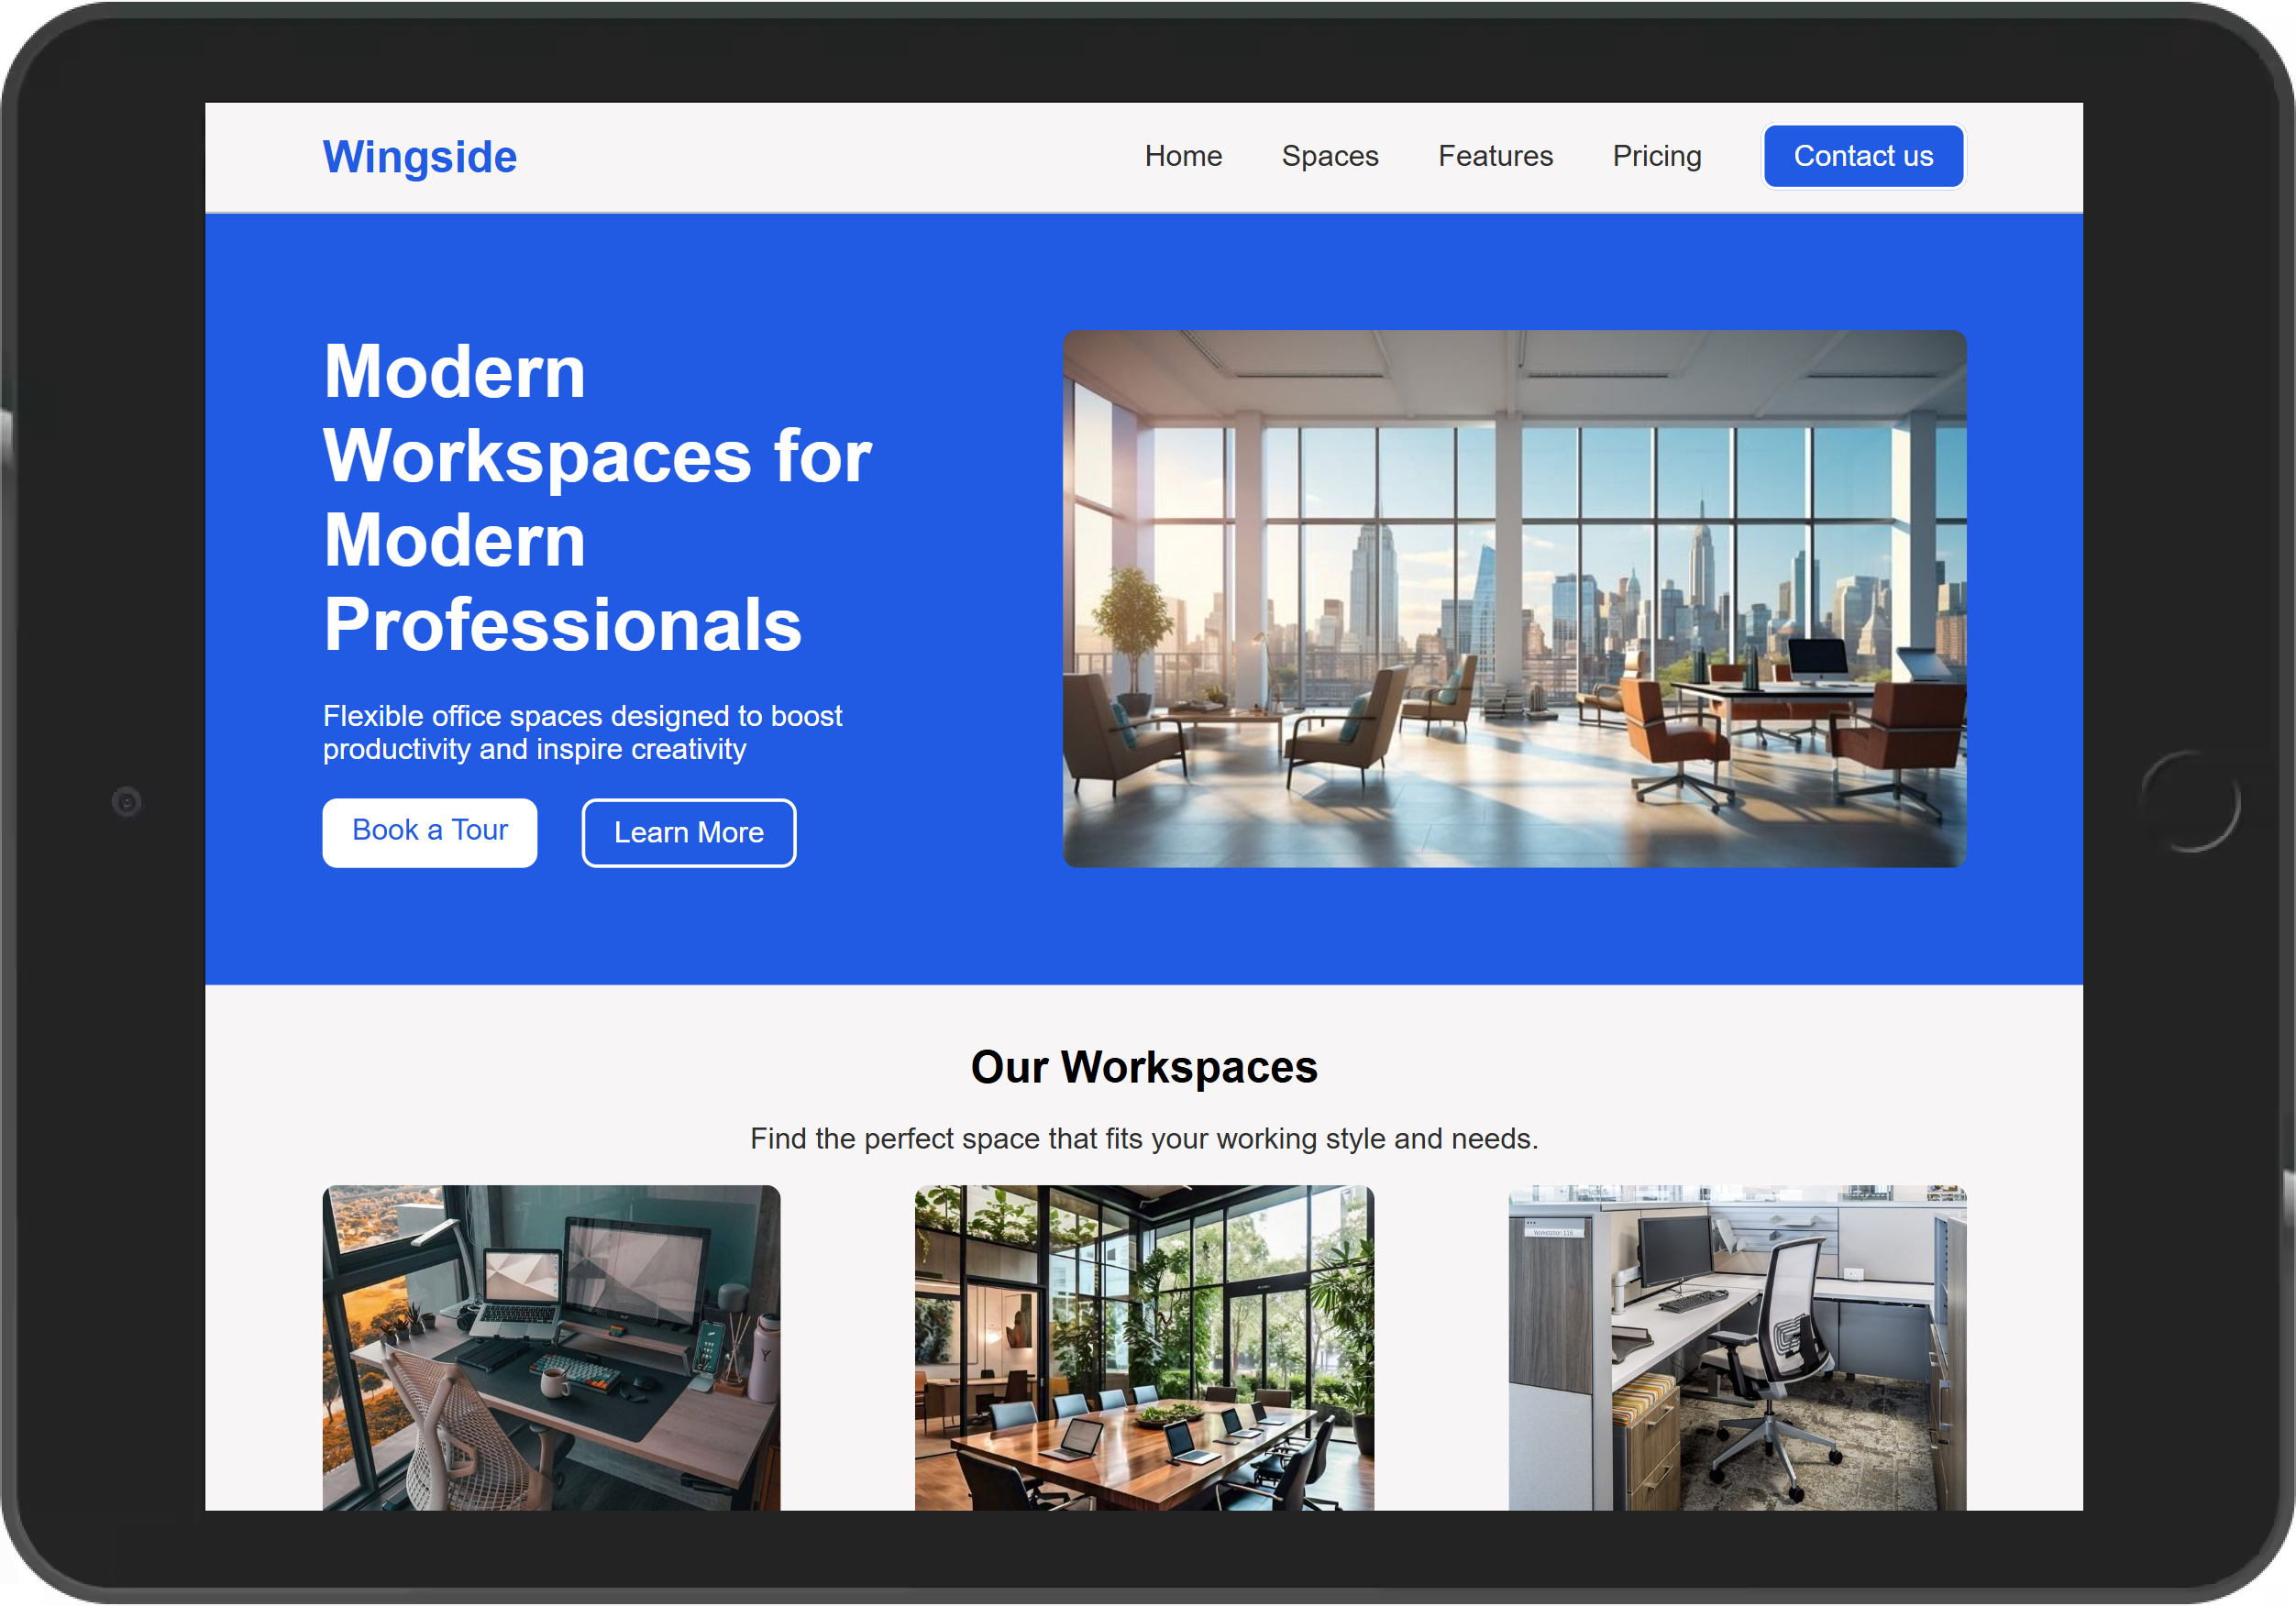 Wingside
Home Spaces Features Pricing Contact us
Modern
Workspaces for
Modern
Professionals
Flexible office spaces designed to boost
productivity and inspire creativity
Book a Tour Learn More
Our Workspaces
Find the perfect space that fits your working style and needs.
Workstation 116